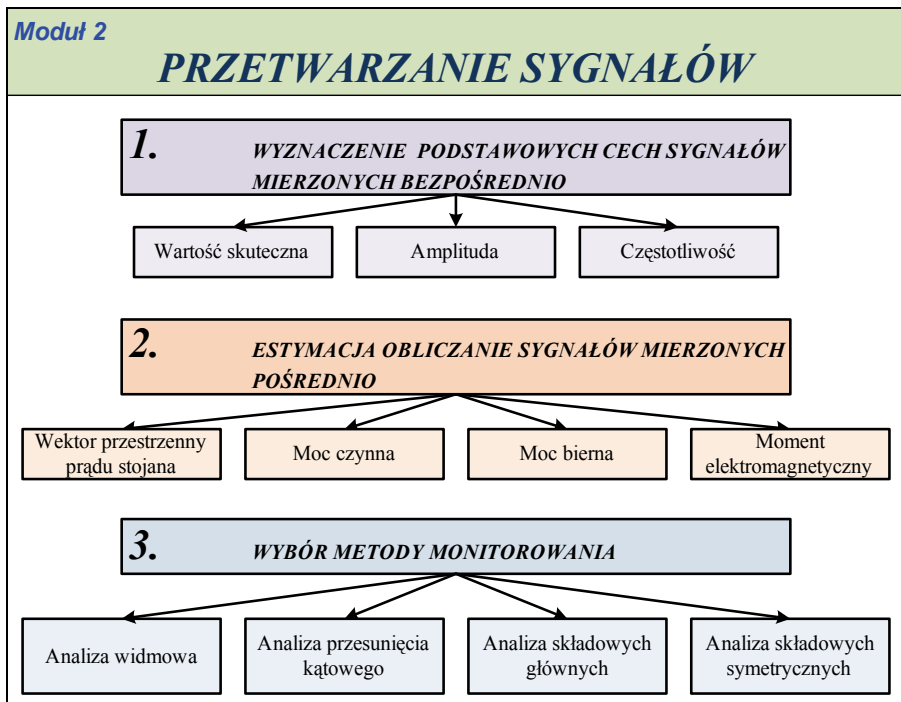 Moduł 2
PRZETWARZANIE SYGNAŁÓW
1. WYZNACZENIE PODSTAWOWYCH CECH SYGNAŁÓW
MIERZONYCH BEZPOŚREDNIO
Wartość skuteczna
Amplituda
Częstotliwość
2. ESTYMACJA OBLICZANIE SYGNAŁÓW MIERZONYCH
POŚREDNIO
Wektor przestrzenny
prądu stojana
Moc czynna
Moc bierna
Moment
elektromagnetyczny
3. WYBÓR METODY MONITOROWANIA
Analiza widmowa
Analiza przesunięcia
kątowego
Analiza składowych
głównych
Analiza składowych
symetrycznych